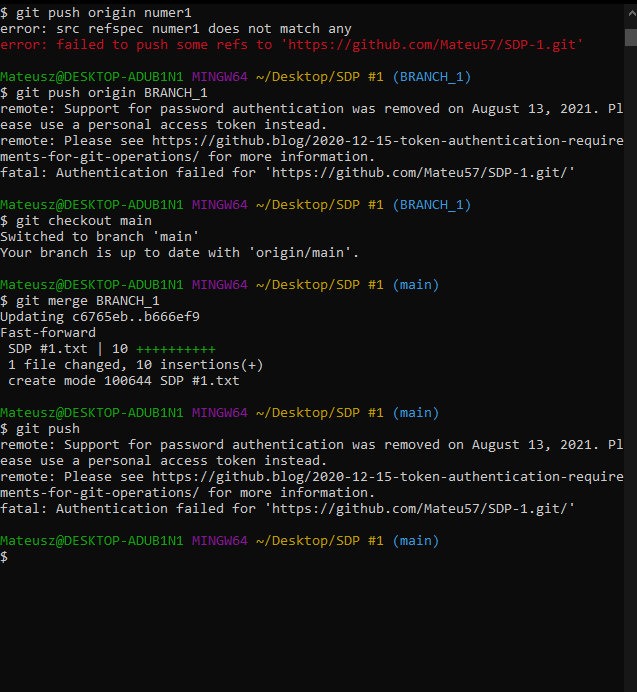 $ git push origin numer1
error: src refspec numer1 does not match any
error: failed to push some refs to 'https://github.com/Mateu57/SDP-1.git'
Mateusz@DESKTOP-ADUB1N1 MINGW64 ~/Desktop/SDP #1 (BRANCH_1)
$ git push origin BRANCH_1
remote: Support for password authentication was removed on August 13, 2021. Pl
ease use a personal access token instead.
remote: Please see https://github.blog/2020-12-15-token-authentication-require
ments-for-git-operations/ for more information.
fatal: Authentication failed for 'https://github.com/Mateu57/SDP-1.git/'
Mateusz@DESKTOP-ADUB1N1 MINGW64 ~/Desktop/SDP #1 (BRANCH_1)
$ git checkout main
Switched to branch 'main'
Your branch is up to date with 'origin/main'.
Mateusz@DESKTOP-ADUB1N1 MINGW64 ~/Desktop/SDP #1 (main)
$ git merge BRANCH_1
Updating c6765eb..b666ef9
Fast-forward
 SDP #1.txt | 10 ++++++++++
 1 file changed, 10 insertions(+)
 create mode 100644 SDP #1.txt
Mateusz@DESKTOP-ADUB1N1 MINGW64 ~/Desktop/SDP #1 (main)
$ git push
remote: Support for password authentication was removed on August 13, 2021. Pl
ease use a personal access token instead.
remote: Please see https://github.blog/2020-12-15-token-authentication-require
ments-for-git-operations/ for more information.
fatal: Authentication failed for 'https://github.com/Mateu57/SDP-1.git/'
Mateusz@DESKTOP-ADUB1N1 MINGW64 ~/Desktop/SDP #1 (main)
$